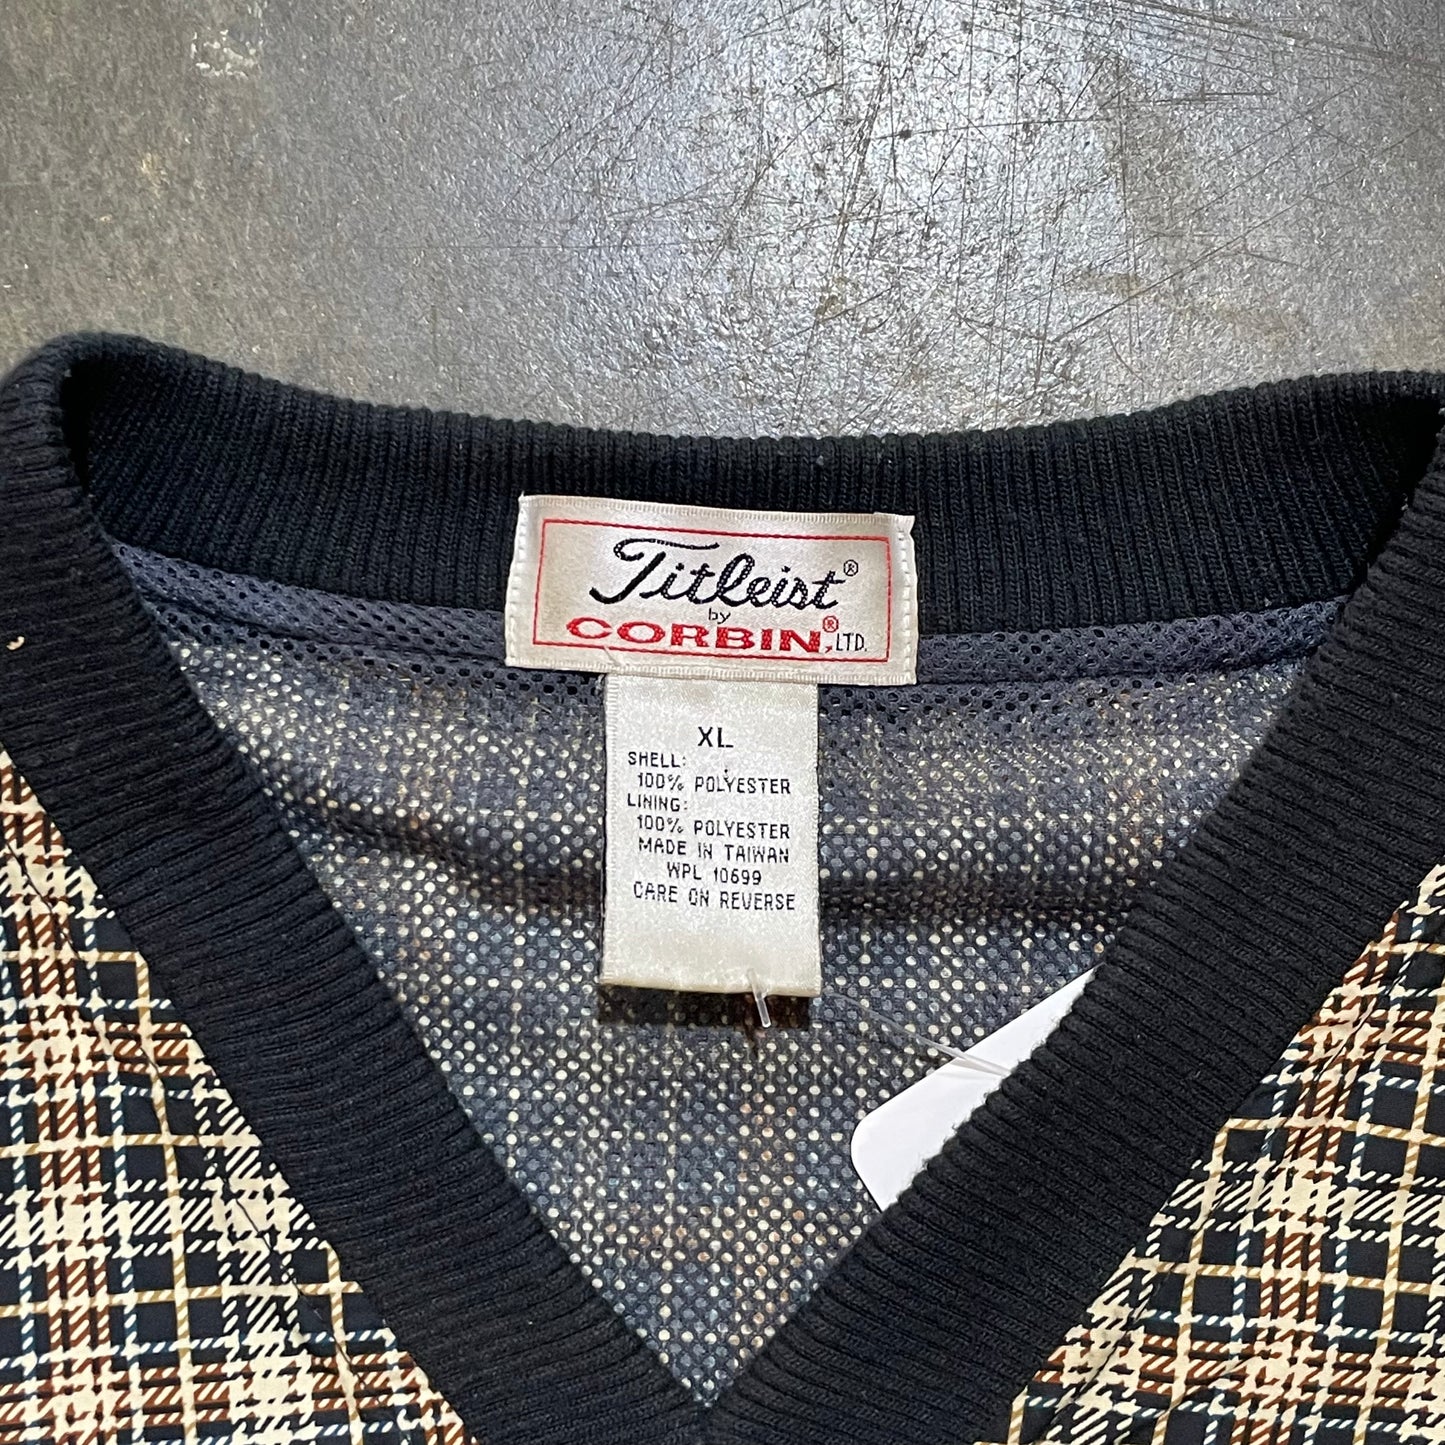 Titleist®
by
CORBIN,® LTD.
XL
SHELL:
100% POLYESTER
LINING:
100% POLYESTER
MADE IN TAIWAN
WPL 10699
CARE ON REVERSE